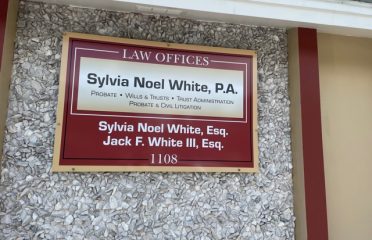 LAW OFFICES
Sylvia Noel White, P.A.
PROBATE • WILLS & TRUSTS • TRUST ADMINISTRATION
PROBATE & CIVIL LITIGATION
Sylvia Noel White, Esq.
Jack F. White III, Esq.
1108